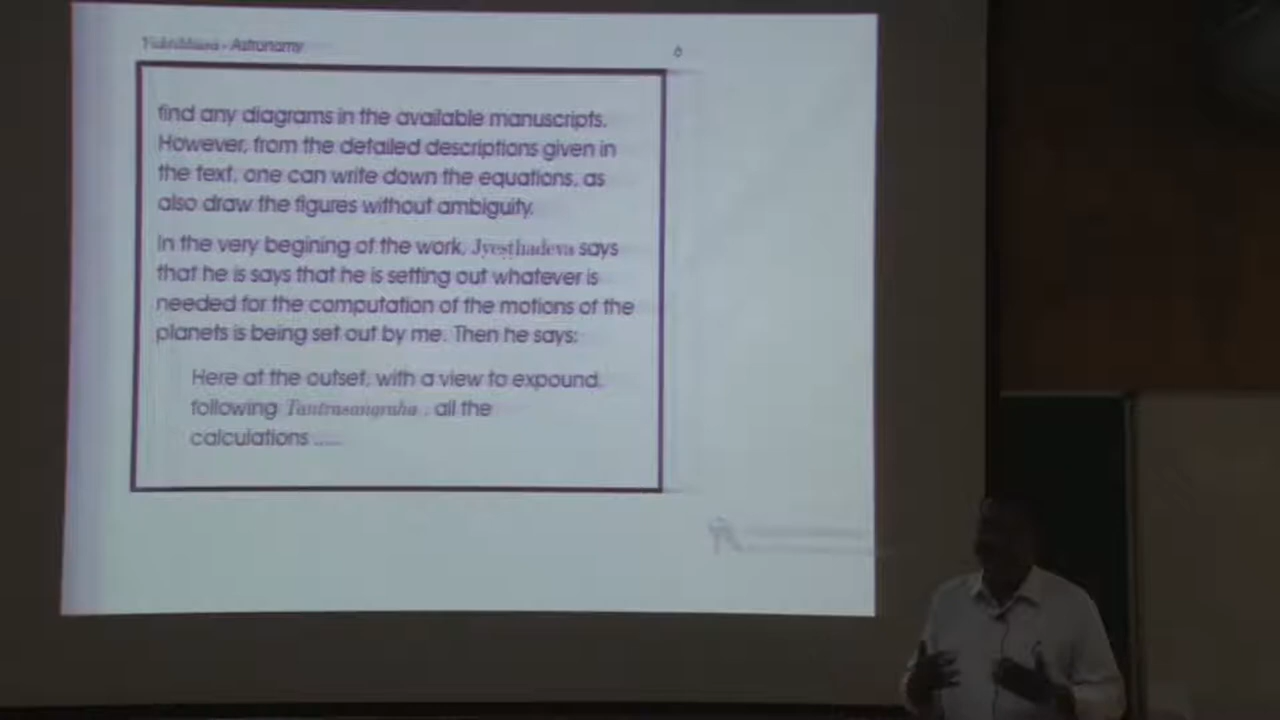 Yuktibhāṣā - Astronomy
6
find any diagrams in the available manuscripts.
However, from the detailed descriptions given in
the text, one can write down the equations, as
also draw the figures without ambiguity.
In the very begining of the work, Jyeṣṭhadeva says
that he is says that he is setting out whatever is
needed for the computation of the motions of the
planets is being set out by me. Then he says:
Here at the outset, with a view to expound,
following Tantrasaṅgraha , all the
calculations .....